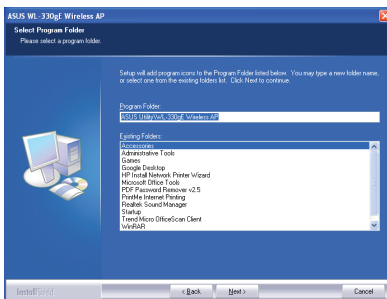 ASUS WL-330gE Wireless AP
Select Program Folder
Please select a program folder.
Setup will add program icons to the Program Folder listed below. You may type a new folder name,
or select one from the existing folders list. Click Next to continue.
Program Folder:
ASUS Utility\WL-330gE Wireless AP
Existing Folders:
Accessories
Administrative Tools
Games
Google Desktop
HP Install Network Printer Wizard
Microsoft Office Tools
PDF Password Remover v2.5
PrintMe Internet Printing
Realtek Sound Manager
Startup
Trend Micro OfficeScan Client
WinRAR
InstallShield
< Back
Next >
Cancel